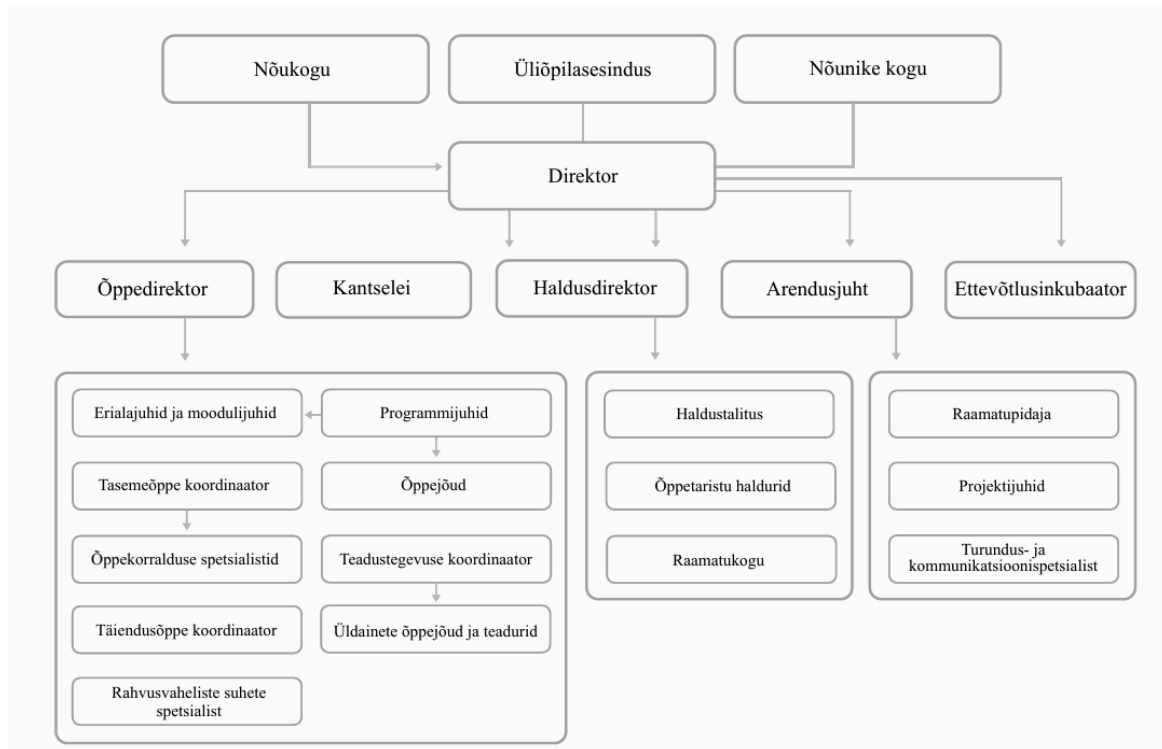 Nõukogu
Üliõpilasesindus
Nõunike kogu
Direktor
Õppedirektor
Kantselei
Haldusdirektor
Arendusjuht
Ettevõtlusinkubaator
Erialajuhid ja moodulijuhid
Programmijuhid
Tasemeõppe koordinaator
Õppejõud
Õppekorralduse spetsialistid
Teadustegevuse koordinaator
Täiendusõppe koordinaator
Üldainete õppejõud ja teadurid
Rahvusvaheliste suhete
spetsialist
Haldustalitus
Õppetaristu haldurid
Raamatukogu
Raamatupidaja
Projektijuhid
Turundus- ja
kommunikatsioonispetsialist